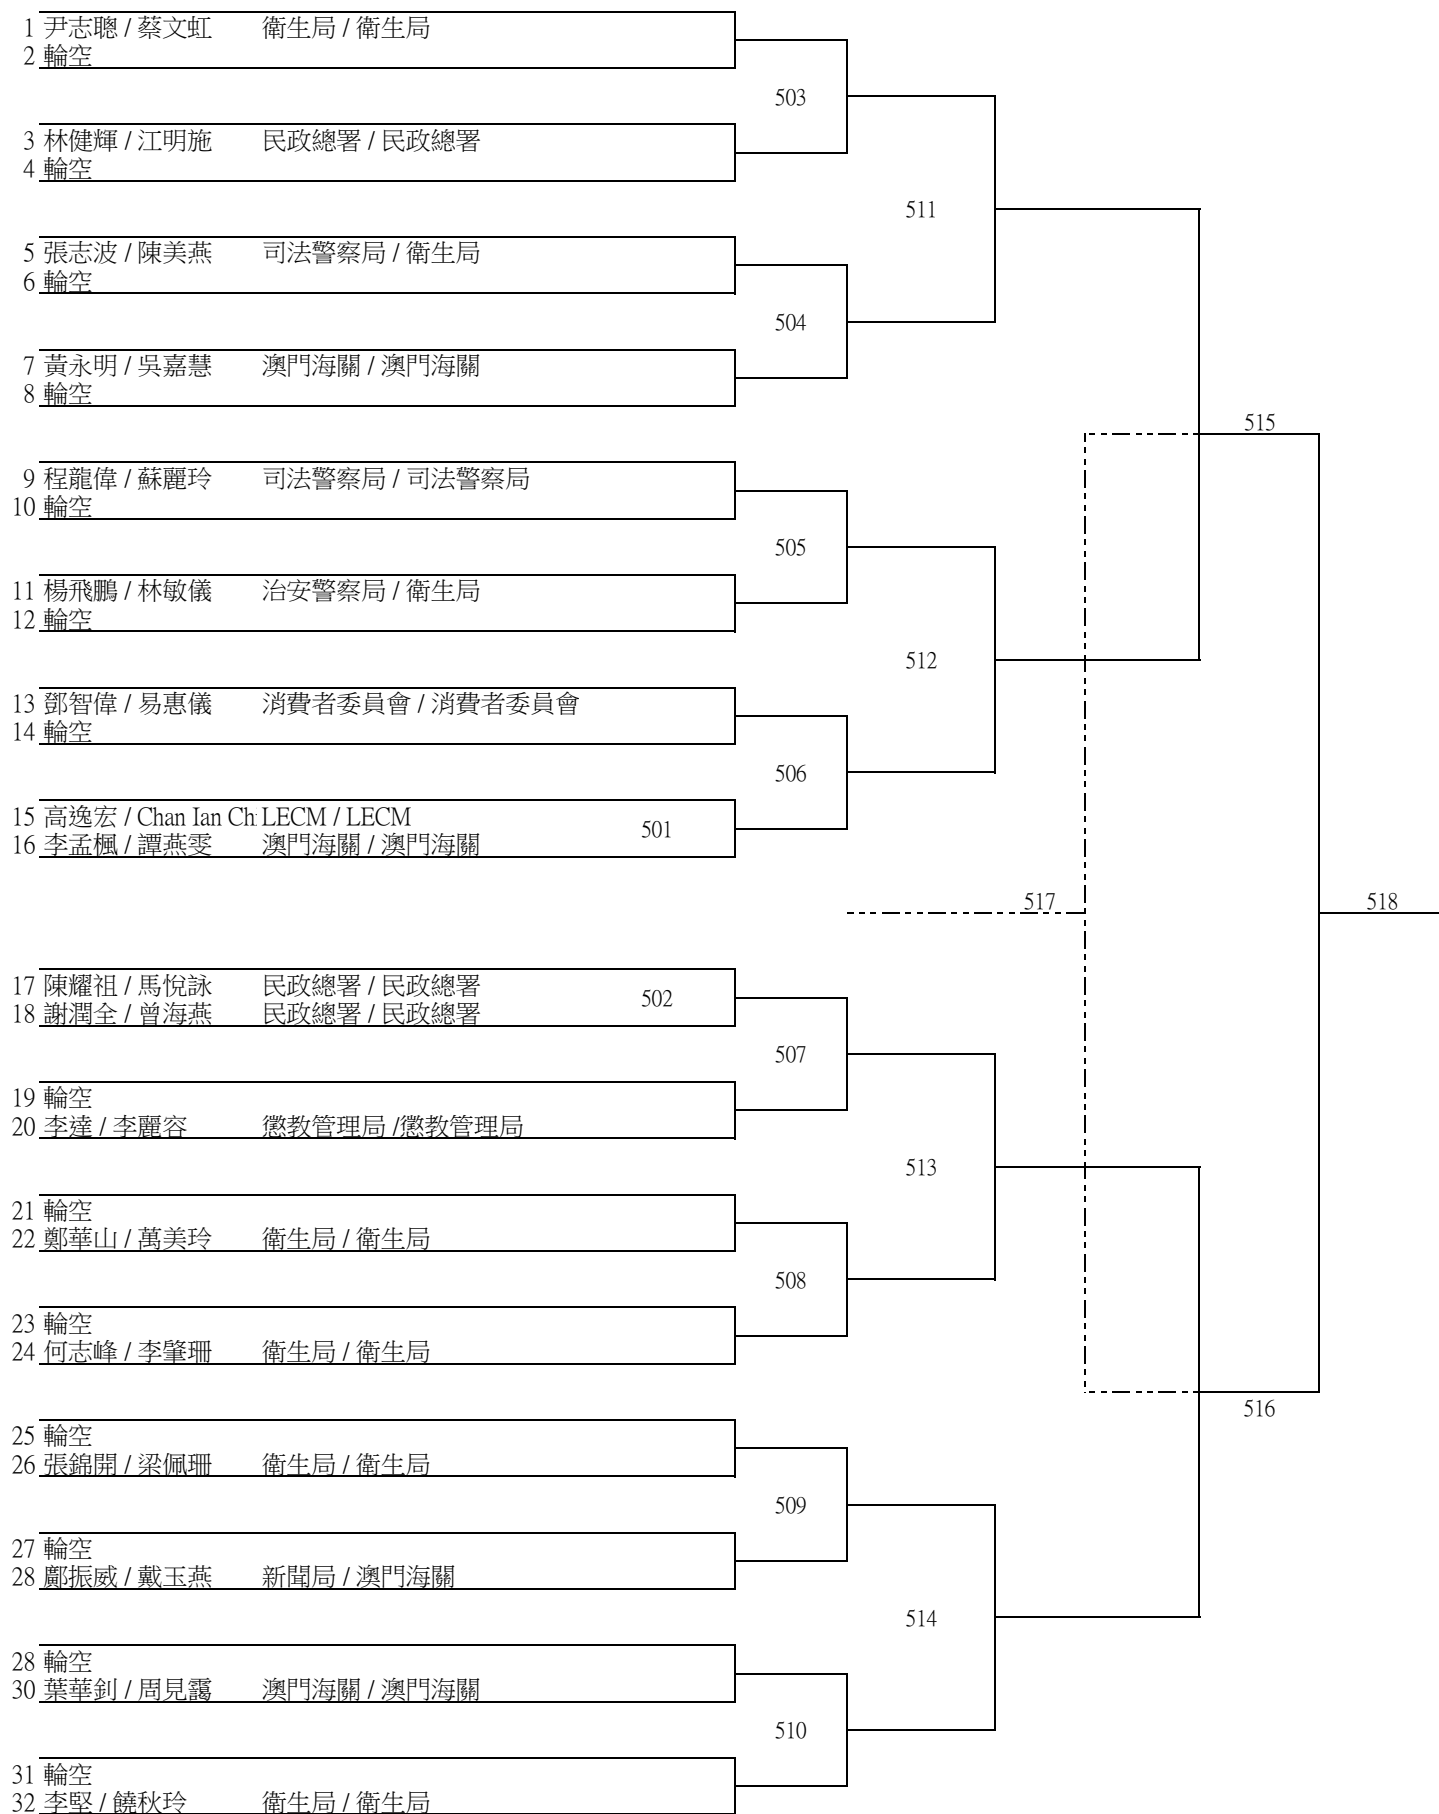 1 尹志聰 / 蔡文虹 衛生局 / 衛生局
2 輪空
503
3 林健輝 / 江明施 民政總署 / 民政總署
4 輪空
511
5 張志波 / 陳美燕 司法警察局 / 衛生局
6 輪空
504
7 黃永明 / 吳嘉慧 澳門海關 / 澳門海關
8 輪空
515
9 程龍偉 / 蘇麗玲 司法警察局 / 司法警察局
10 輪空
505
11 楊飛鵬 / 林敏儀 治安警察局 / 衛生局
12 輪空
512
13 鄧智偉 / 易惠儀 消費者委員會 / 消費者委員會
14 輪空
506
15 高逸宏 / Chan Ian Ch LECM / LECM
501
16 李孟楓 / 譚燕雯 澳門海關 / 澳門海關
517 518
17 陳耀祖 / 馬悅詠 民政總署 / 民政總署
502
18 謝潤全 / 曾海燕 民政總署 / 民政總署
507
19 輪空
20 李達 / 李麗容 懲教管理局 /懲教管理局
513
21 輪空
22 鄭華山 / 萬美玲 衛生局 / 衛生局
508
23 輪空
24 何志峰 / 李肇珊 衛生局 / 衛生局
516
25 輪空
26 張錦開 / 梁佩珊 衛生局 / 衛生局
509
27 輪空
28 鄺振威 / 戴玉燕 新聞局 / 澳門海關
514
28 輪空
30 葉華釗 / 周見靄 澳門海關 / 澳門海關
510
31 輪空
32 李堅 / 饒秋玲 衛生局 / 衛生局